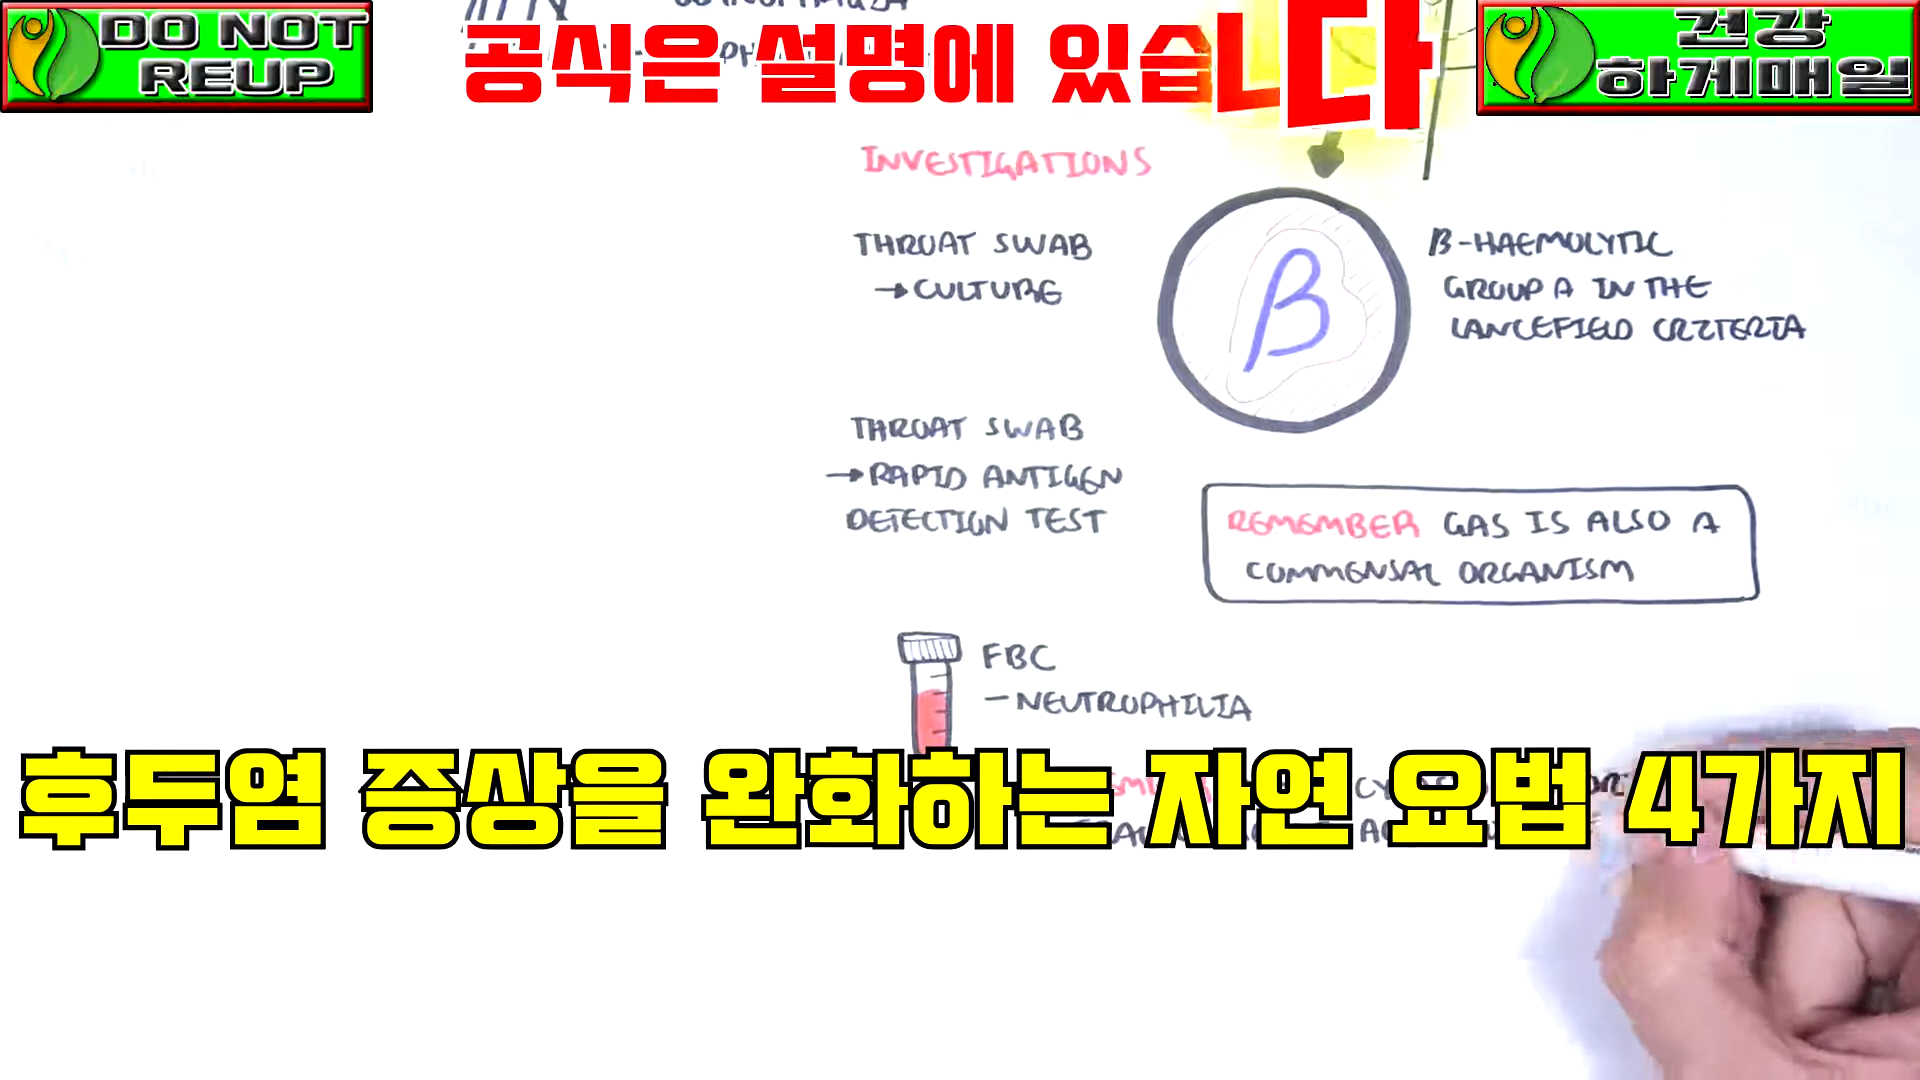 DO NOT
REUP
공식은 설명에 있습니다
건강
하게매일
INVESTIGATIONS
THROAT SWAB
→ CULTURE
β
β-HAEMOLYTIC
GROUP A IN THE
LANCEFIELD CRITERIA
THROAT SWAB
→ RAPID ANTIGEN
DETECTION TEST
REMEMBER GAS IS ALSO A
COMMENSAL ORGANISM
FBC
- NEUTROPHILIA
후두염 증상을 완화하는 자연 요법 4가지